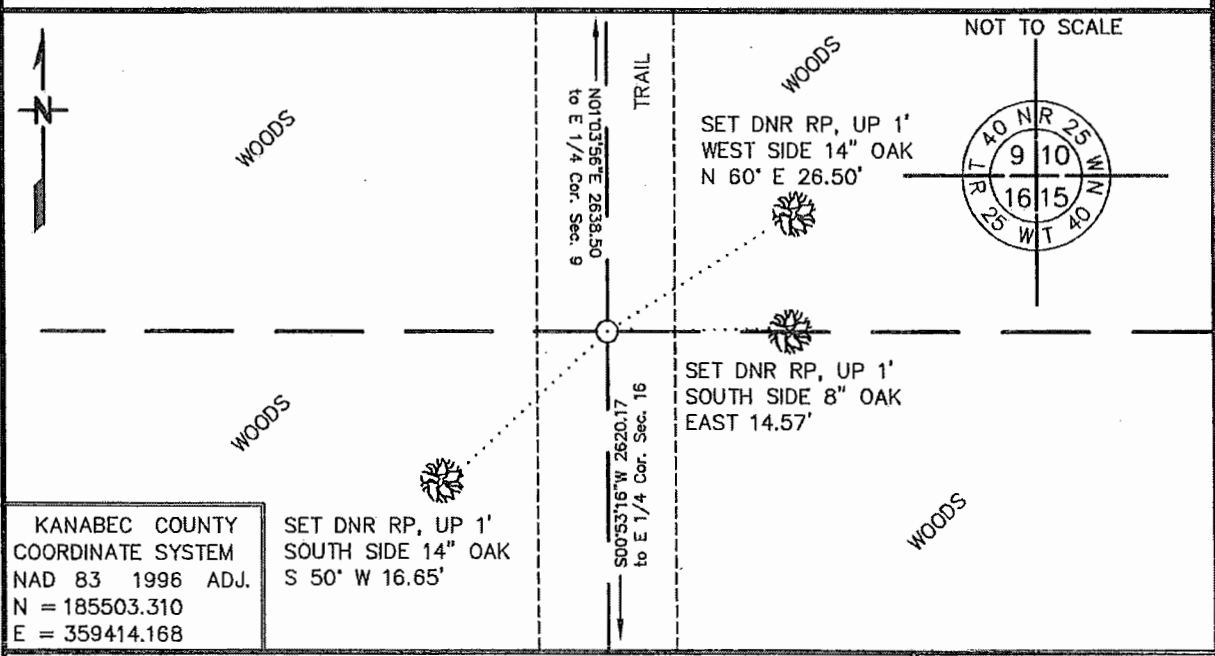 NOT TO SCALE
N
WOODS
WOODS
TRAIL
N01°03'56"E 2638.50
to E 1/4 Cor. Sec. 9
SET DNR RP, UP 1'
WEST SIDE 14" OAK
N 60° E 26.50'
T 40 N R 25 W
9 10
16 15
R 25 W T 40 N
SET DNR RP, UP 1'
SOUTH SIDE 8" OAK
EAST 14.57'
WOODS
S00°53'16"W 2620.17
to E 1/4 Cor. Sec. 16
WOODS
SET DNR RP, UP 1'
SOUTH SIDE 14" OAK
S 50° W 16.65'
KANABEC COUNTY
COORDINATE SYSTEM
NAD 83 1996 ADJ.
N = 185503.310
E = 359414.168